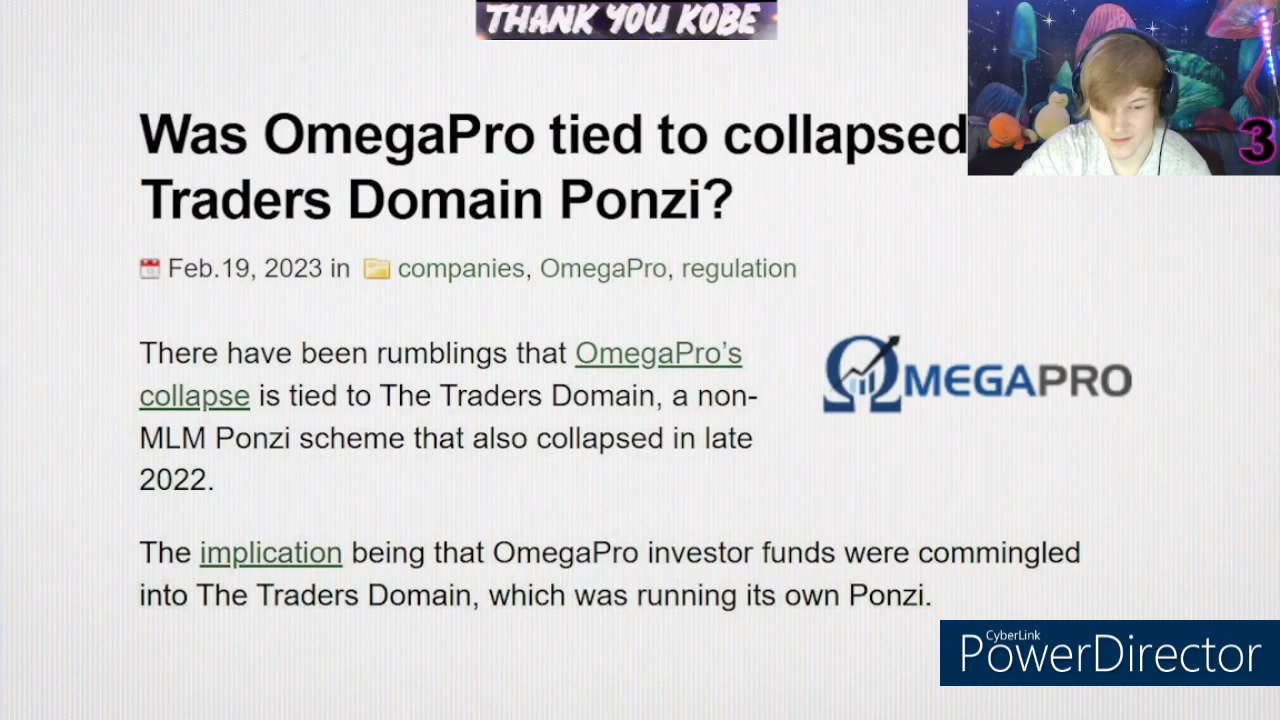 THANK YOU KOBE
3
Was OmegaPro tied to collapsed
Traders Domain Ponzi?
Feb.19, 2023 in companies, OmegaPro, regulation
There have been rumblings that OmegaPro's
collapse is tied to The Traders Domain, a non-
MLM Ponzi scheme that also collapsed in late
2022.
ΩMEGAPRO
The implication being that OmegaPro investor funds were commingled
into The Traders Domain, which was running its own Ponzi.
CyberLink
PowerDirector